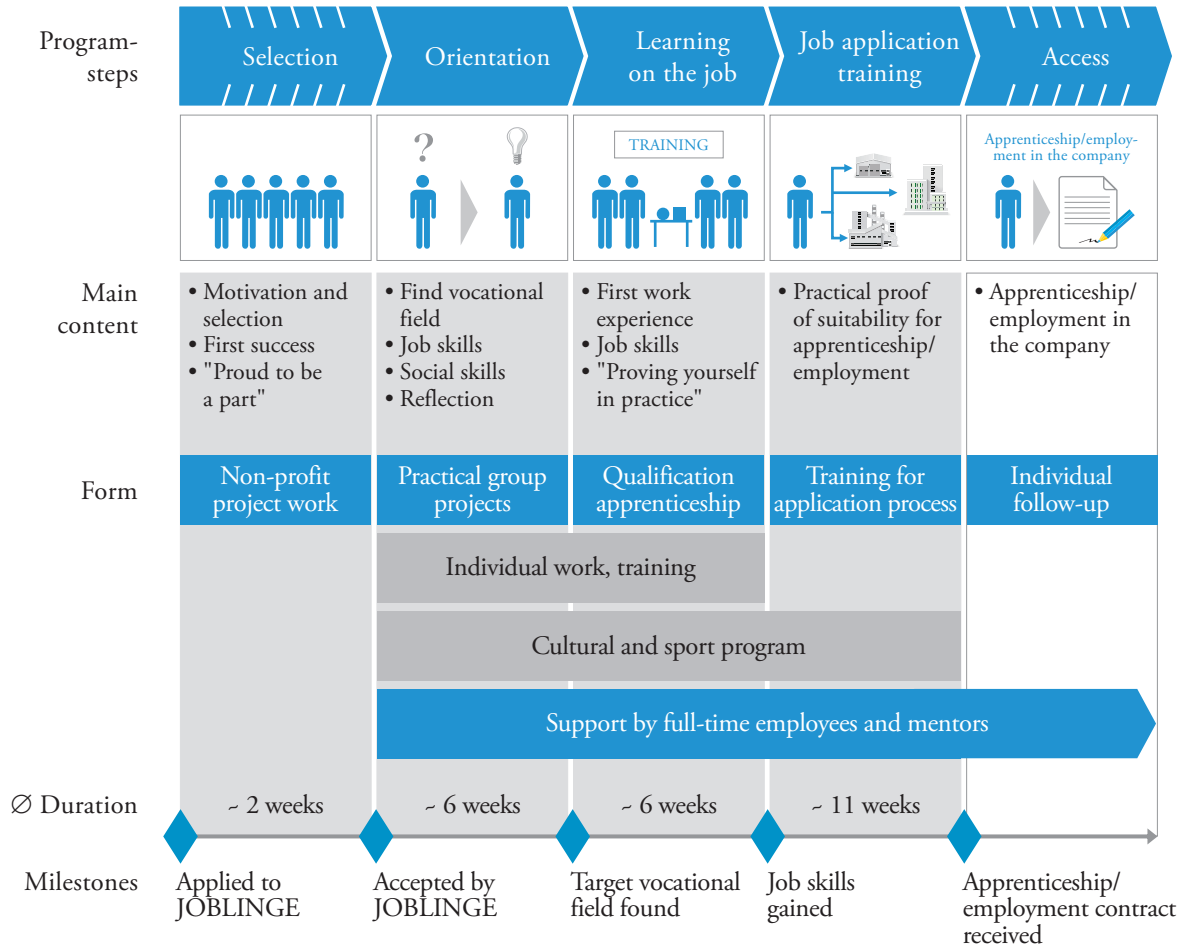 Program-
steps
Selection
Orientation
Learning
on the job
Job application
training
Access
?
TRAINING
Apprenticeship/employ-
ment in the company
Main
content
• Motivation and
selection
• First success
• "Proud to be
a part"
• Find vocational
field
• Job skills
• Social skills
• Reflection
• First work
experience
• Job skills
• "Proving yourself
in practice"
• Practical proof
of suitability for
apprenticeship/
employment
• Apprenticeship/
employment in
the company
Form
Non-profit
project work
Practical group
projects
Qualification
apprenticeship
Training for
application process
Individual
follow-up
Individual work, training
Cultural and sport program
Support by full-time employees and mentors
∅ Duration
~ 2 weeks
~ 6 weeks
~ 6 weeks
~ 11 weeks
Milestones
Applied to
JOBLINGE
Accepted by
JOBLINGE
Target vocational
field found
Job skills
gained
Apprenticeship/
employment contract
received